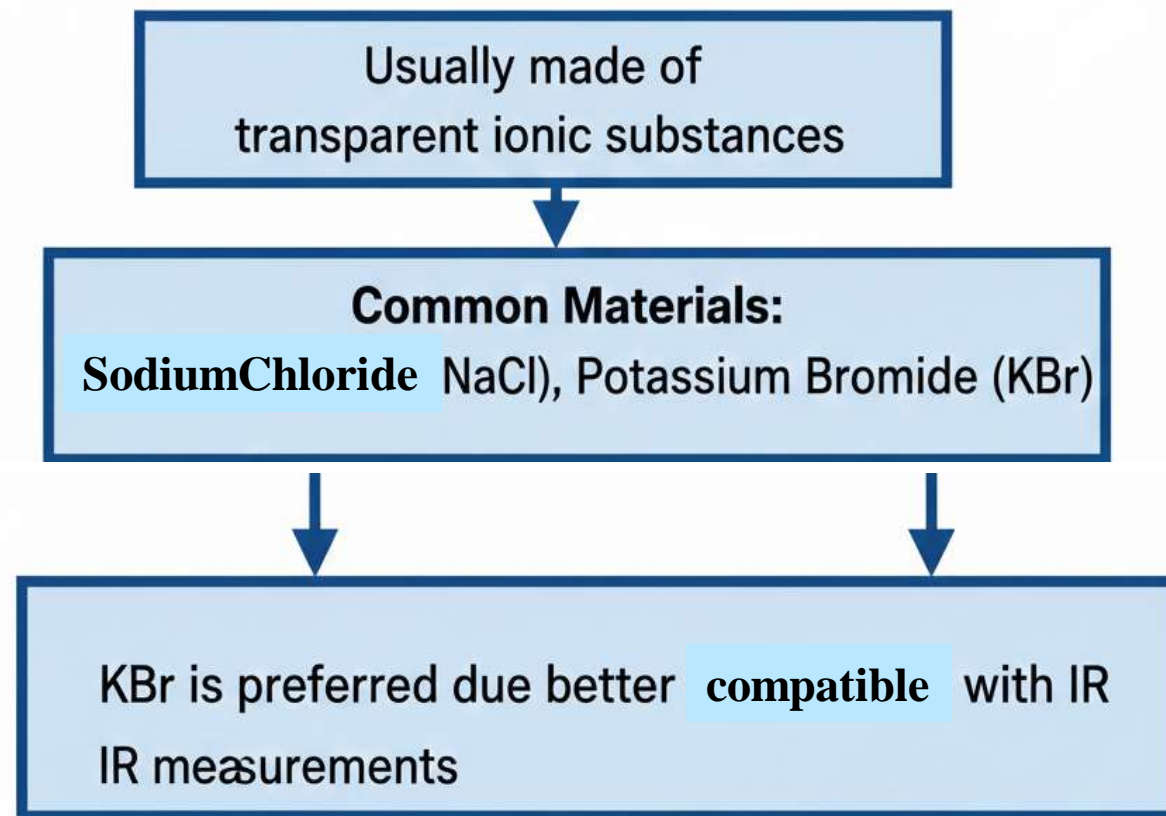 Usually made of
transparent ionic substances
Common Materials:
SodiumChloride NaCl), Potassium Bromide (KBr)
KBr is preferred due better compatible with IR
IR measurements